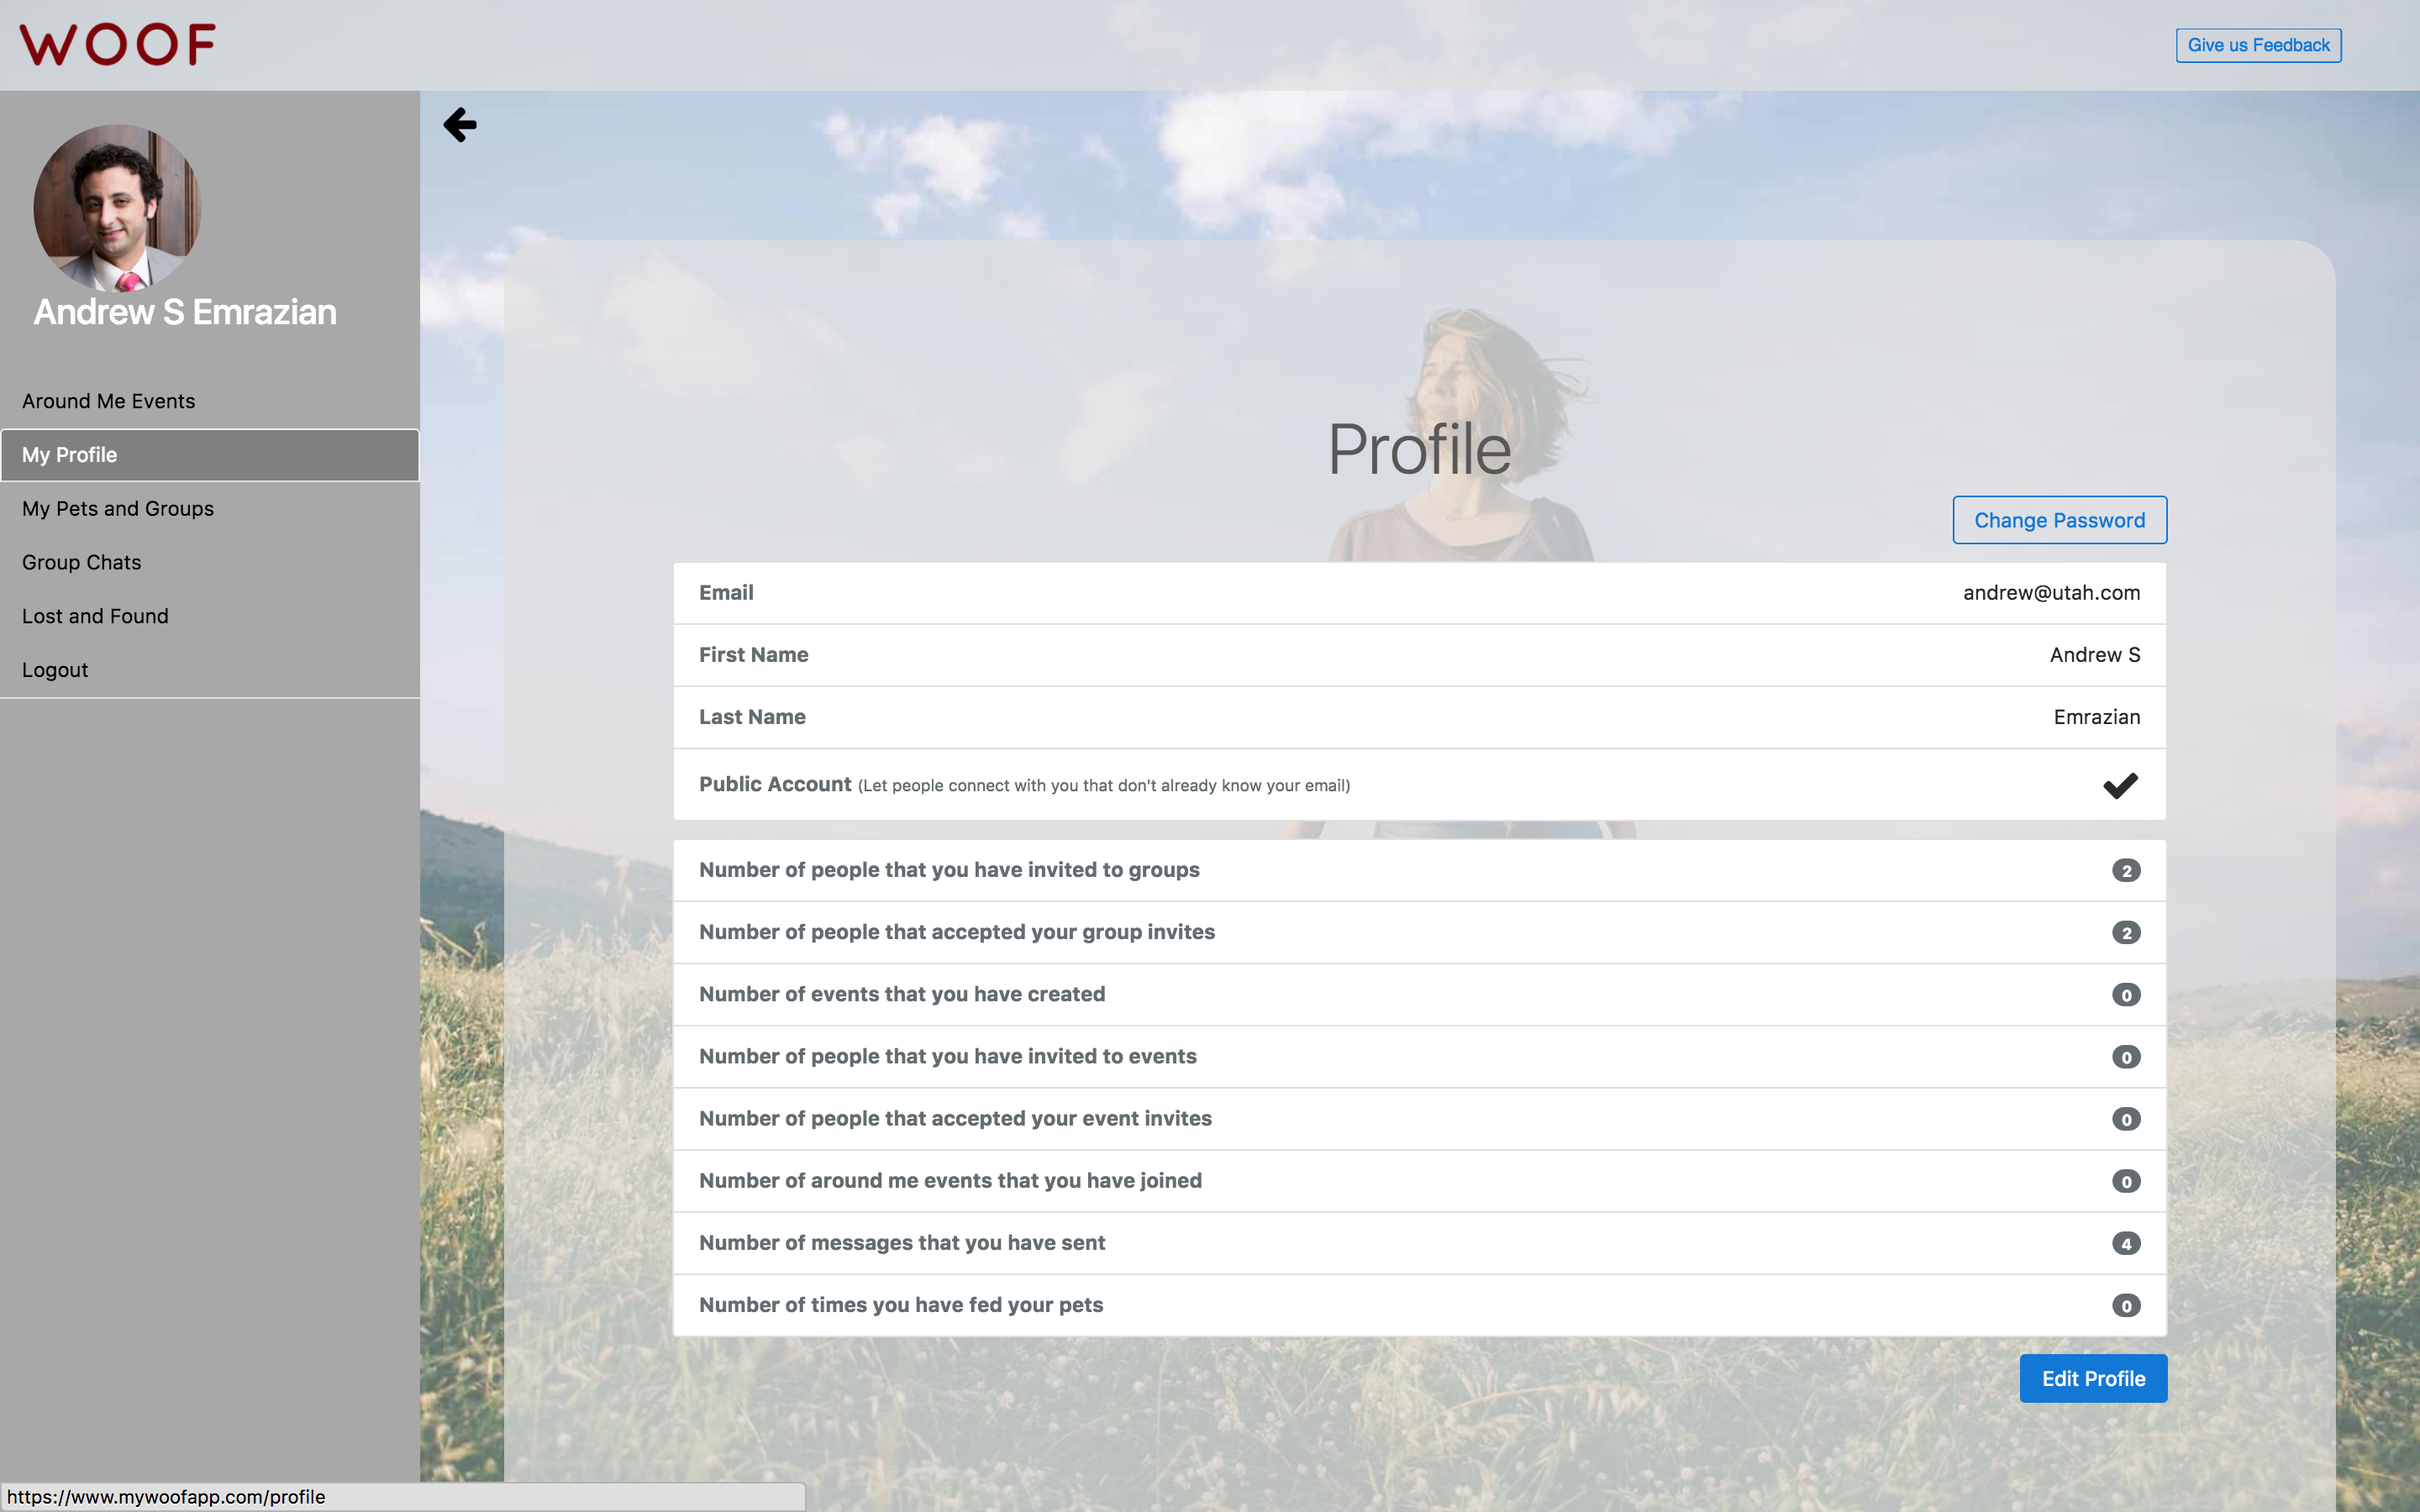 WOOF
Give us Feedback
Andrew S Emrazian
Around Me Events
My Profile
My Pets and Groups
Group Chats
Lost and Found
Logout
Profile
Change Password
Email andrew@utah.com
First Name Andrew S
Last Name Emrazian
Public Account (Let people connect with you that don't already know your email)
Number of people that you have invited to groups 2
Number of people that accepted your group invites 2
Number of events that you have created 0
Number of people that you have invited to events 0
Number of people that accepted your event invites 0
Number of around me events that you have joined 0
Number of messages that you have sent 4
Number of times you have fed your pets 0
Edit Profile
https://www.mywoofapp.com/profile